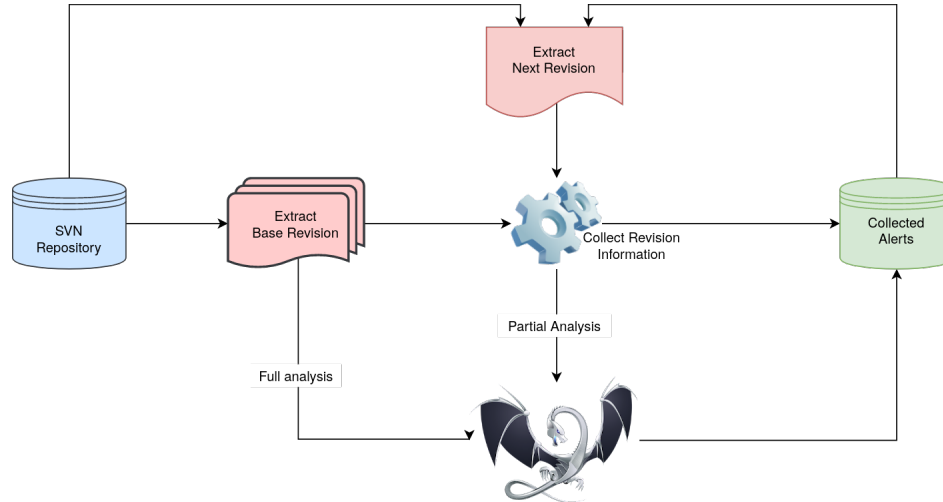 Extract
Next Revision
SVN
Repository
Extract
Base Revision
Collect Revision
Information
Collected
Alerts
Partial Analysis
Full analysis